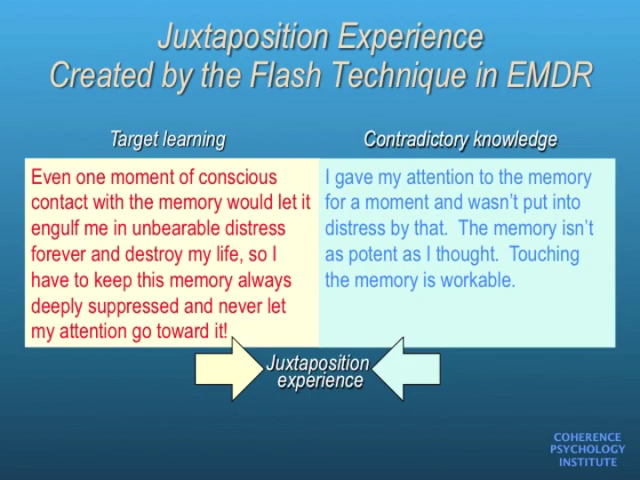 Juxtaposition Experience
Created by the Flash Technique in EMDR
Target learning
Contradictory knowledge
Even one moment of conscious
contact with the memory would let it
engulf me in unbearable distress
forever and destroy my life, so I
have to keep this memory always
deeply suppressed and never let
my attention go toward it!
I gave my attention to the memory
for a moment and wasn't put into
distress by that.  The memory isn't
as potent as I thought.  Touching
the memory is workable.
Juxtaposition
experience
COHERENCE
PSYCHOLOGY
INSTITUTE